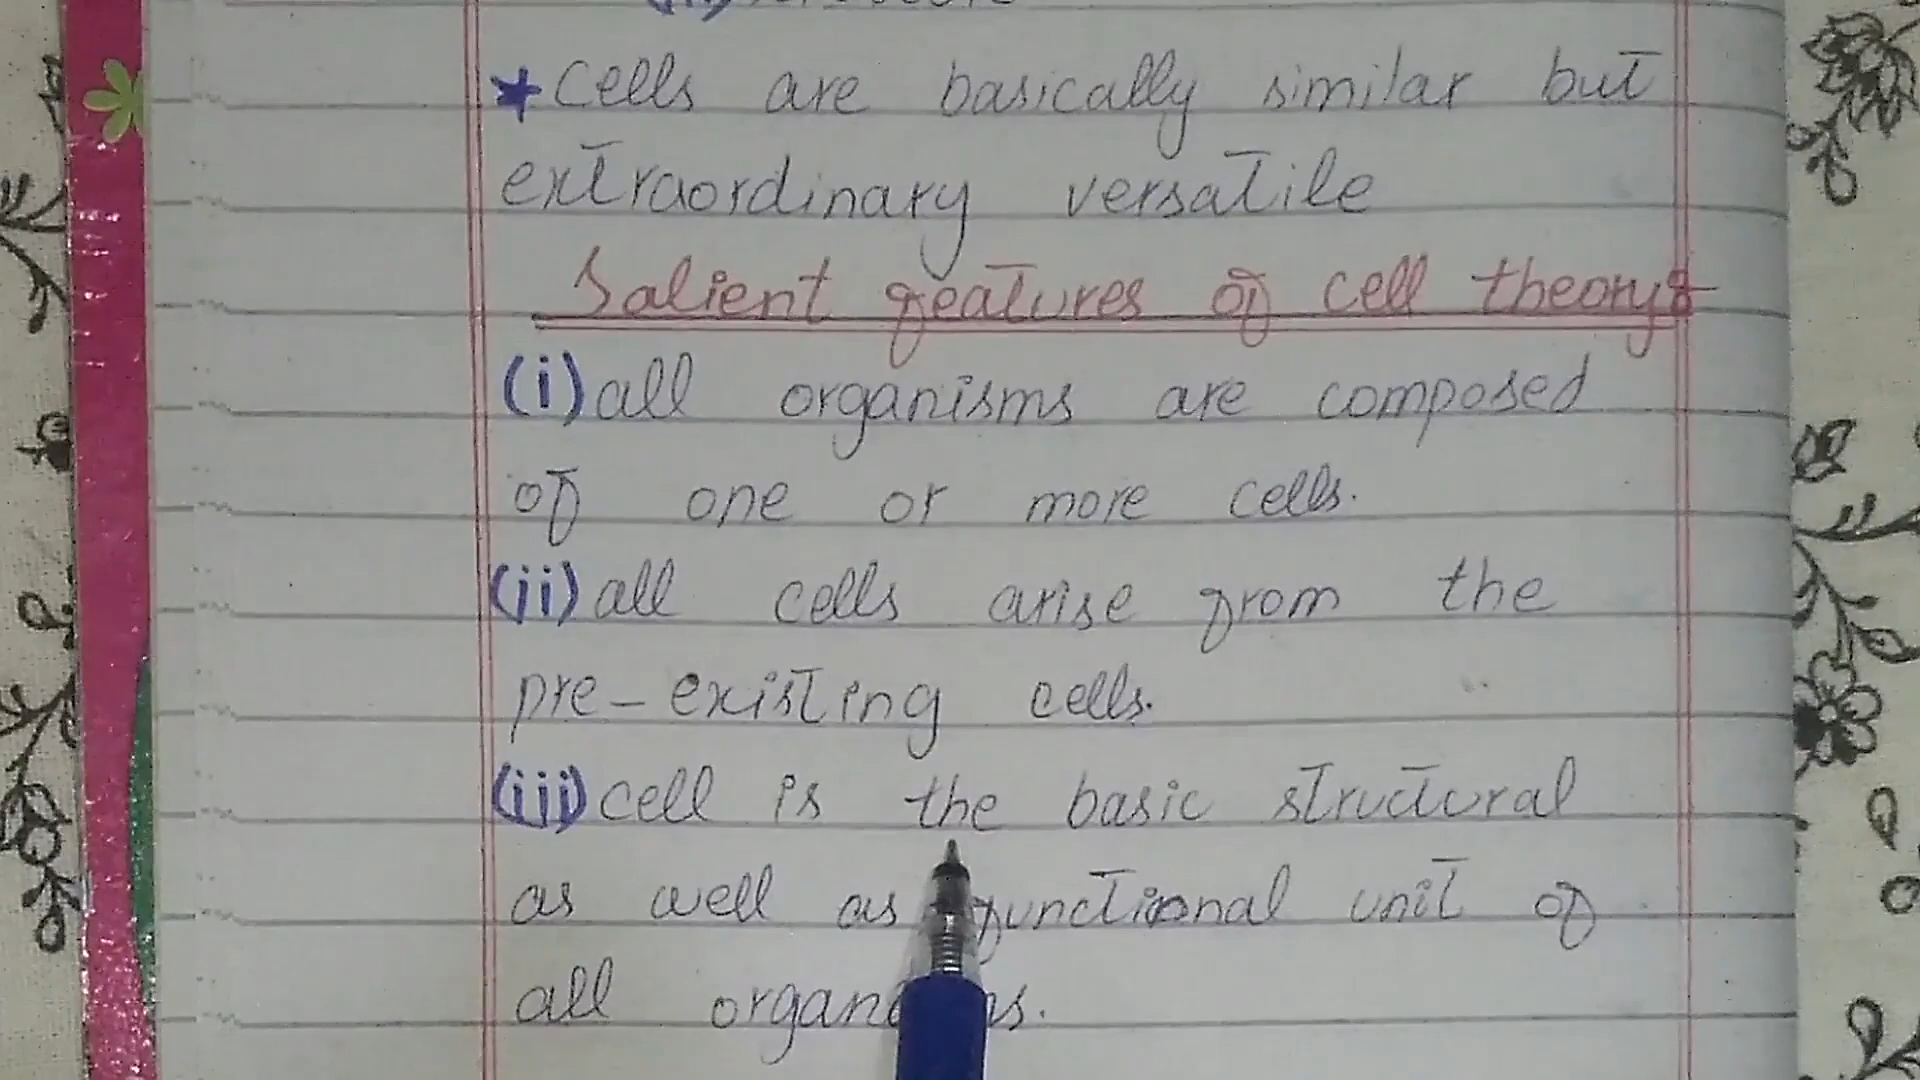 ★ Cells are basically similar but
extraordinary versatile
Salient features of cell theory:-
(i) all organisms are composed
of one or more cells.
(ii) all cells arise from the
pre-existing cells.
(iii) cell is the basic structural
as well as functional unit of
all